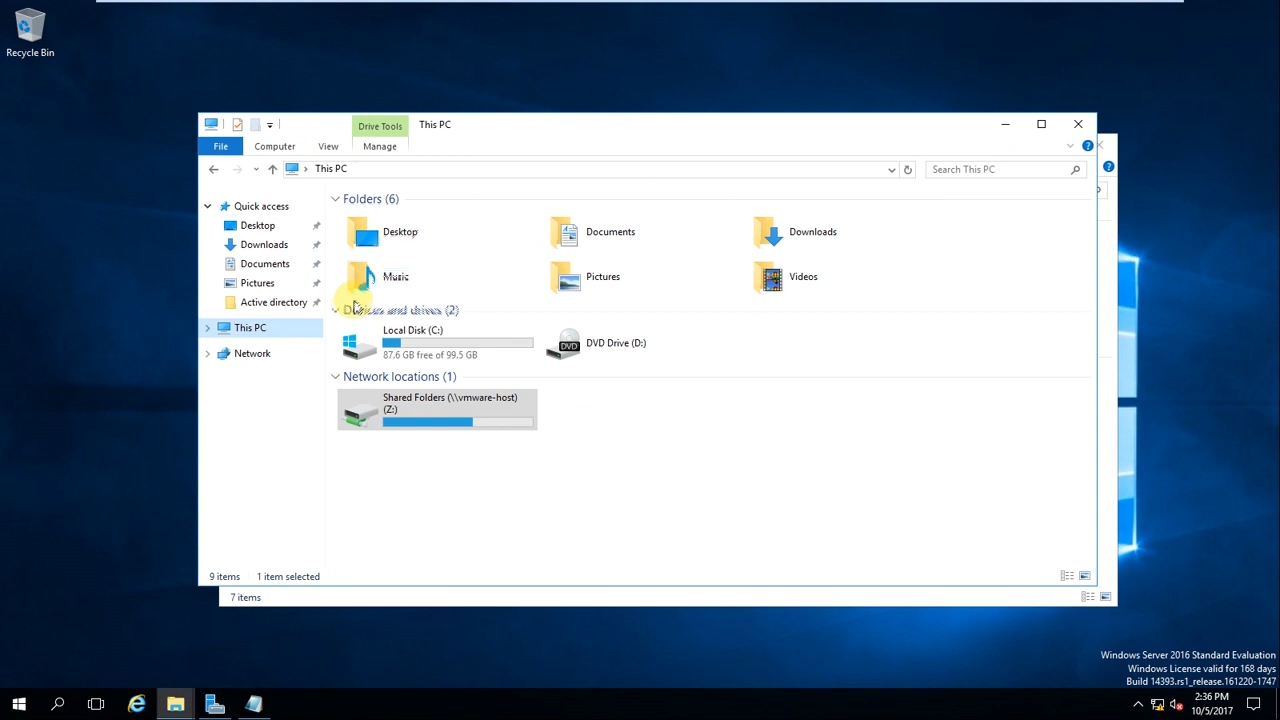 Recycle Bin
Drive Tools
This PC
File
Computer
View
Manage
This PC
Search This PC
Quick access
Desktop
Downloads
Documents
Pictures
Active directory
This PC
Network
Folders (6)
Desktop
Documents
Downloads
Music
Pictures
Videos
Devices and drives (2)
Local Disk (C:)
87.6 GB free of 99.5 GB
DVD
DVD Drive (D:)
Network locations (1)
Shared Folders (\\vmware-host)
(Z:)
9 items
1 item selected
7 items
Windows Server 2016 Standard Evaluation
Windows License valid for 168 days
Build 14393.rs1_release.161220-1747
2:36 PM
10/5/2017